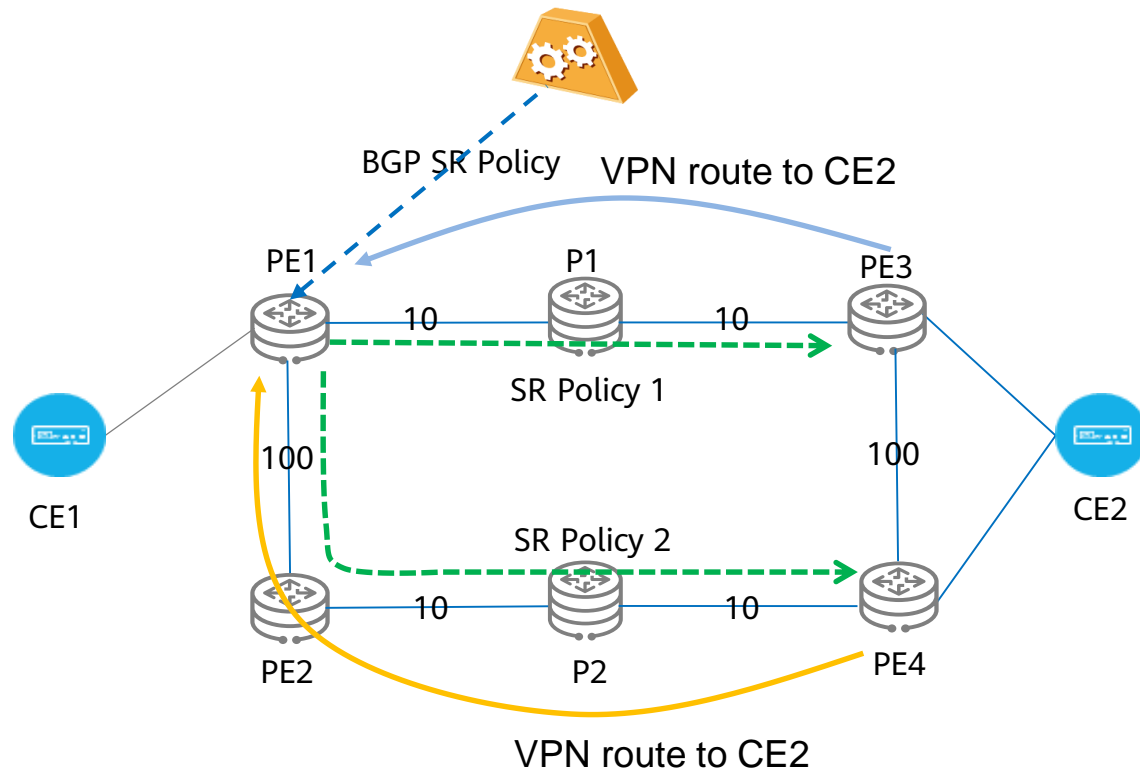 BGP SR Policy
VPN route to CE2
PE1
P1
PE3
10
10
SR Policy 1
100
100
CE1
CE2
SR Policy 2
10
10
PE2
P2
PE4
VPN route to CE2